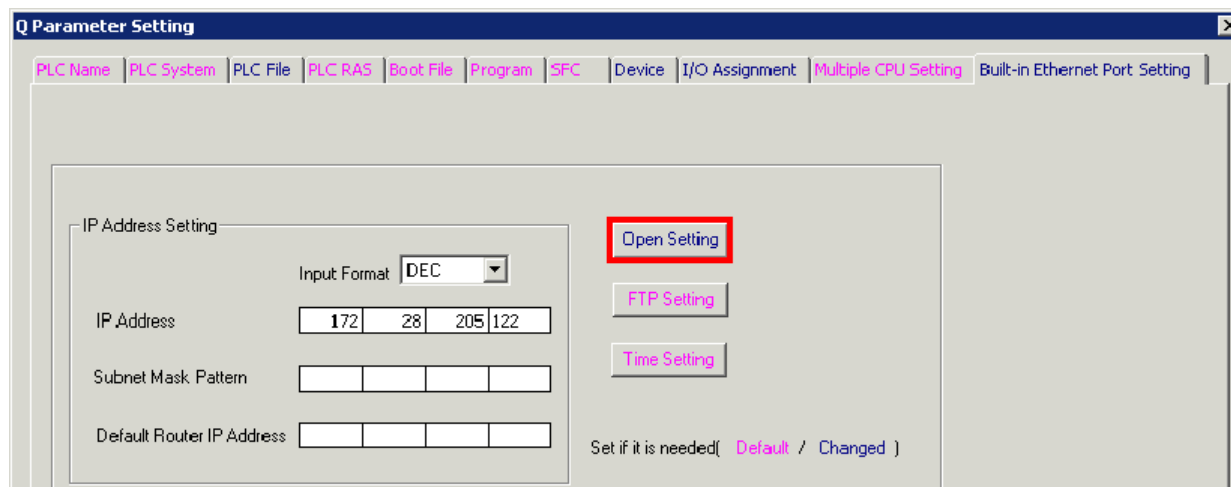 Q Parameter Setting
PLC Name PLC System PLC File PLC RAS Boot File Program SFC Device I/O Assignment Multiple CPU Setting Built-in Ethernet Port Setting
IP Address Setting
Input Format DEC
IP Address 172 28 205 122
Subnet Mask Pattern
Default Router IP Address
Open Setting
FTP Setting
Time Setting
Set if it is needed( Default / Changed )